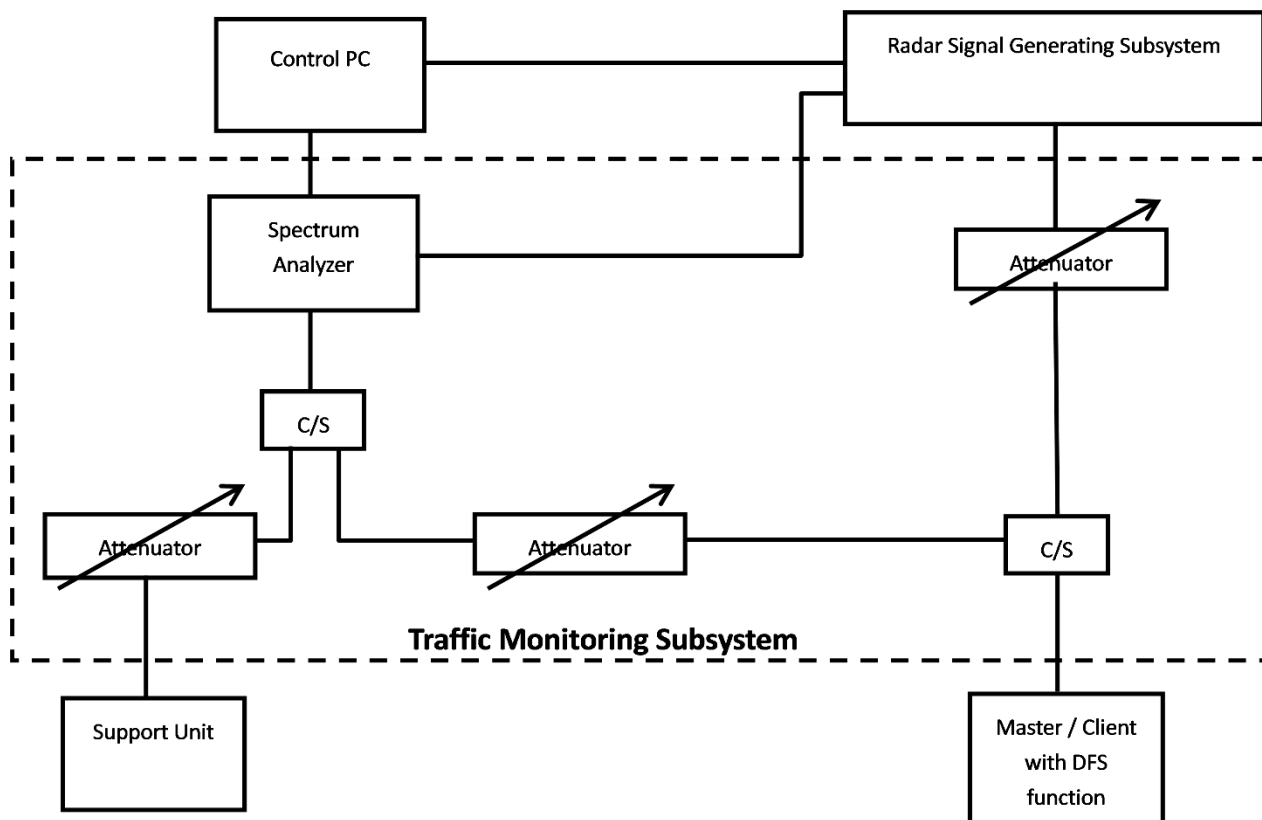 Control PC
Radar Signal Generating Subsystem
Spectrum
Analyzer
Attenuator
C/S
Attenuator
Attenuator
C/S
Traffic Monitoring Subsystem
Support Unit
Master / Client
with DFS
function